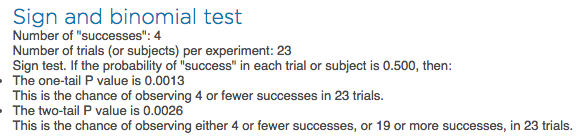 Sign and binomial test
Number of "successes": 4
Number of trials (or subjects) per experiment: 23
Sign test. If the probability of "success" in each trial or subject is 0.500, then:
• The one-tail P value is 0.0013
This is the chance of observing 4 or fewer successes in 23 trials.
• The two-tail P value is 0.0026
This is the chance of observing either 4 or fewer successes, or 19 or more successes, in 23 trials.